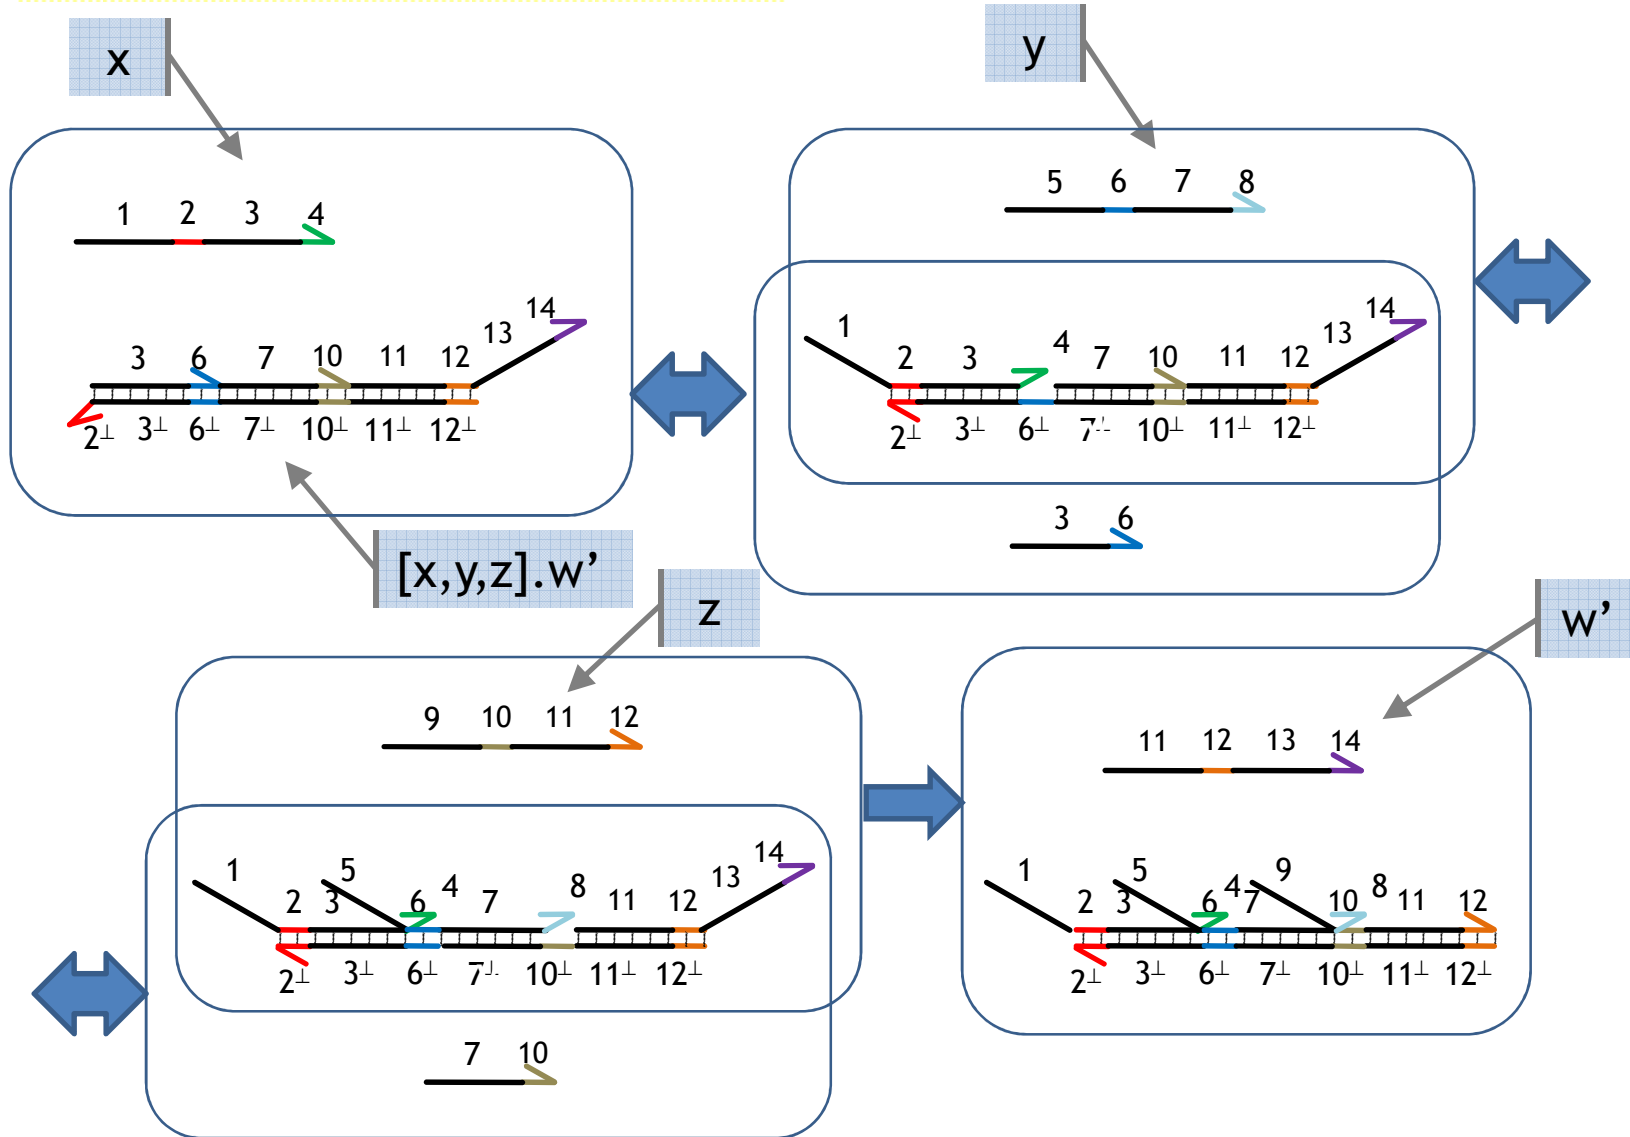 x
y
1 2 3 4
5 6 7 8
3 6 7 10 11 12 13 14
2⊥ 3⊥ 6⊥ 7⊥ 10⊥ 11⊥ 12⊥
1 2 3 4 7 10 11 12 13 14
2⊥ 3⊥ 6⊥ 7⊥ 10⊥ 11⊥ 12⊥
3 6
[x,y,z].w’
z
w’
9 10 11 12
11 12 13 14
1 2 3 5 6 4 7 8 11 12 13 14
2⊥ 3⊥ 6⊥ 7⊥ 10⊥ 11⊥ 12⊥
1 2 3 5 6 4 7 9 10 8 11 12
2⊥ 3⊥ 6⊥ 7⊥ 10⊥ 11⊥ 12⊥
7 10